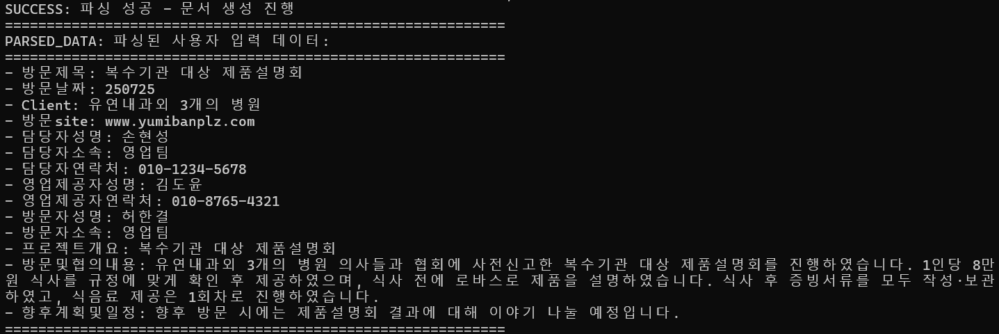 SUCCESS: 파싱 성공 - 문서 생성 진행
============================================================
PARSED_DATA: 파싱된 사용자 입력 데이터:
============================================================
- 방문제목: 복수기관 대상 제품설명회
- 방문날짜: 250725
- Client: 유연내과외 3개의 병원
- 방문site: www.yumibanplz.com
- 담당자성명: 손현성
- 담당자소속: 영업팀
- 담당자연락처: 010-1234-5678
- 영업제공자성명: 김도윤
- 영업제공자연락처: 010-8765-4321
- 방문자성명: 허한결
- 방문자소속: 영업팀
- 프로젝트개요: 복수기관 대상 제품설명회
- 방문및협의내용: 유연내과외 3개의 병원 의사들과 협회에 사전신고한 복수기관 대상 제품설명회를 진행하였습니다. 1인당 8만
원 식사를 규정에 맞게 확인 후 제공하였으며, 식사 전에 로바스로 제품을 설명하였습니다. 식사 후 증빙서류를 모두 작성·보관
하였고, 식음료 제공은 1회차로 진행하였습니다.
- 향후계획및일정: 향후 방문 시에는 제품설명회 결과에 대해 이야기 나눌 예정입니다.
============================================================